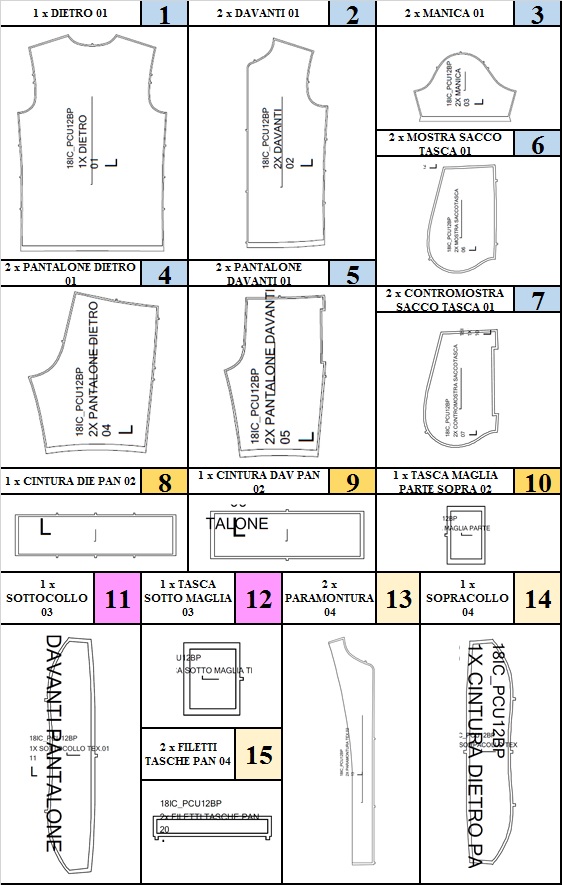 1 x DIETRO 01
1
2 x DAVANTI 01
2
2 x MANICA 01
3
18IC_PCU12BP
1X DIETRO
01
L
18IC_PCU12BP
2X DAVANTI
02
L
18IC_PCU12BP
2X MANICA
03
L
2 x MOSTRA SACCO
TASCA 01
6
3
L
18IC_PCU12BP
2X MOSTRA SACCOTASCA
06
L
2 x PANTALONE DIETRO
01
4
2 x PANTALONE
DAVANTI 01
5
2 x CONTROMOSTRA
SACCO TASCA 01
7
18IC_PCU12BP
2X PANTALONE DIETRO
04
L
18IC_PCU12BP
2X PANTALONE DAVANTI
05
L
18IC_PCU12BP
2X CONTROMOSTRA SACCOTASCA
07
L
1 x CINTURA DIE PAN 02
8
1 x CINTURA DAV PAN
02
9
1 x TASCA MAGLIA
PARTE SOPRA 02
10
L
TALONE
L
12BP
MAGLIA PARTE
1 x
SOTTOCOLLO
03
11
1 x TASCA
SOTTO MAGLIA
03
12
2 x
PARAMONTURA
04
13
1 x
SOPRACOLLO
04
14
DAVANTI PANTALONE
18IC_PCU12BP
1X SOTTOCOLLO TEX.01
11
L
U12BP
:A SOTTO MAGLIA TI
2 x FILETTI
TASCHE PAN 04
15
18IC_PCU12BP
2x FILETTI TASCHE PAN
20
18IC_PCU12BP
1X CINTURA DIETRO PA